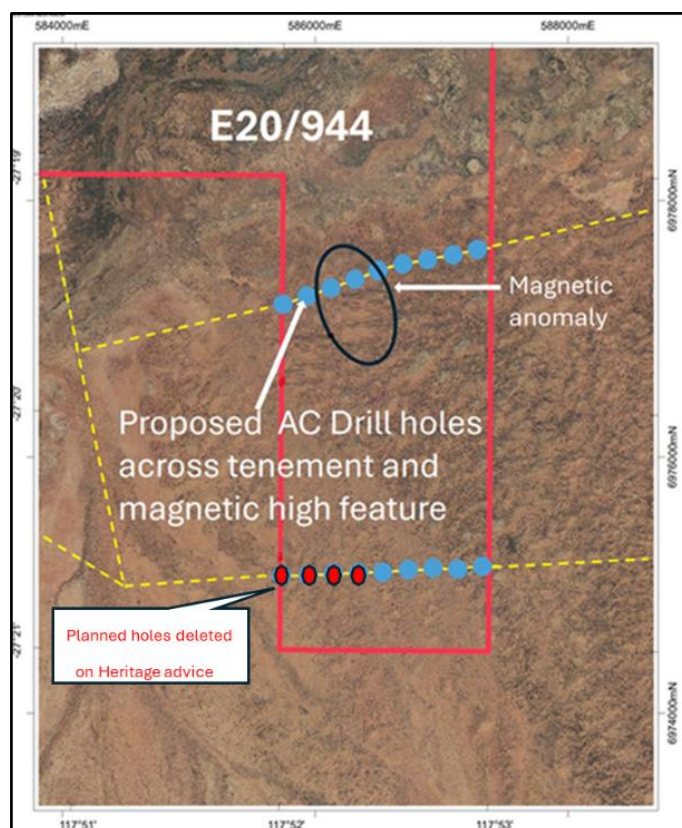 584000mE
586000mE
588000mE
E20/944
-27°19'
6978000mN
Magnetic
anomaly
-27°20'
Proposed AC Drill holes
across tenement and
magnetic high feature
6976000mN
Planned holes deleted
on Heritage advice
-27°21'
6974000mN
117°51'
117°52'
117°53'